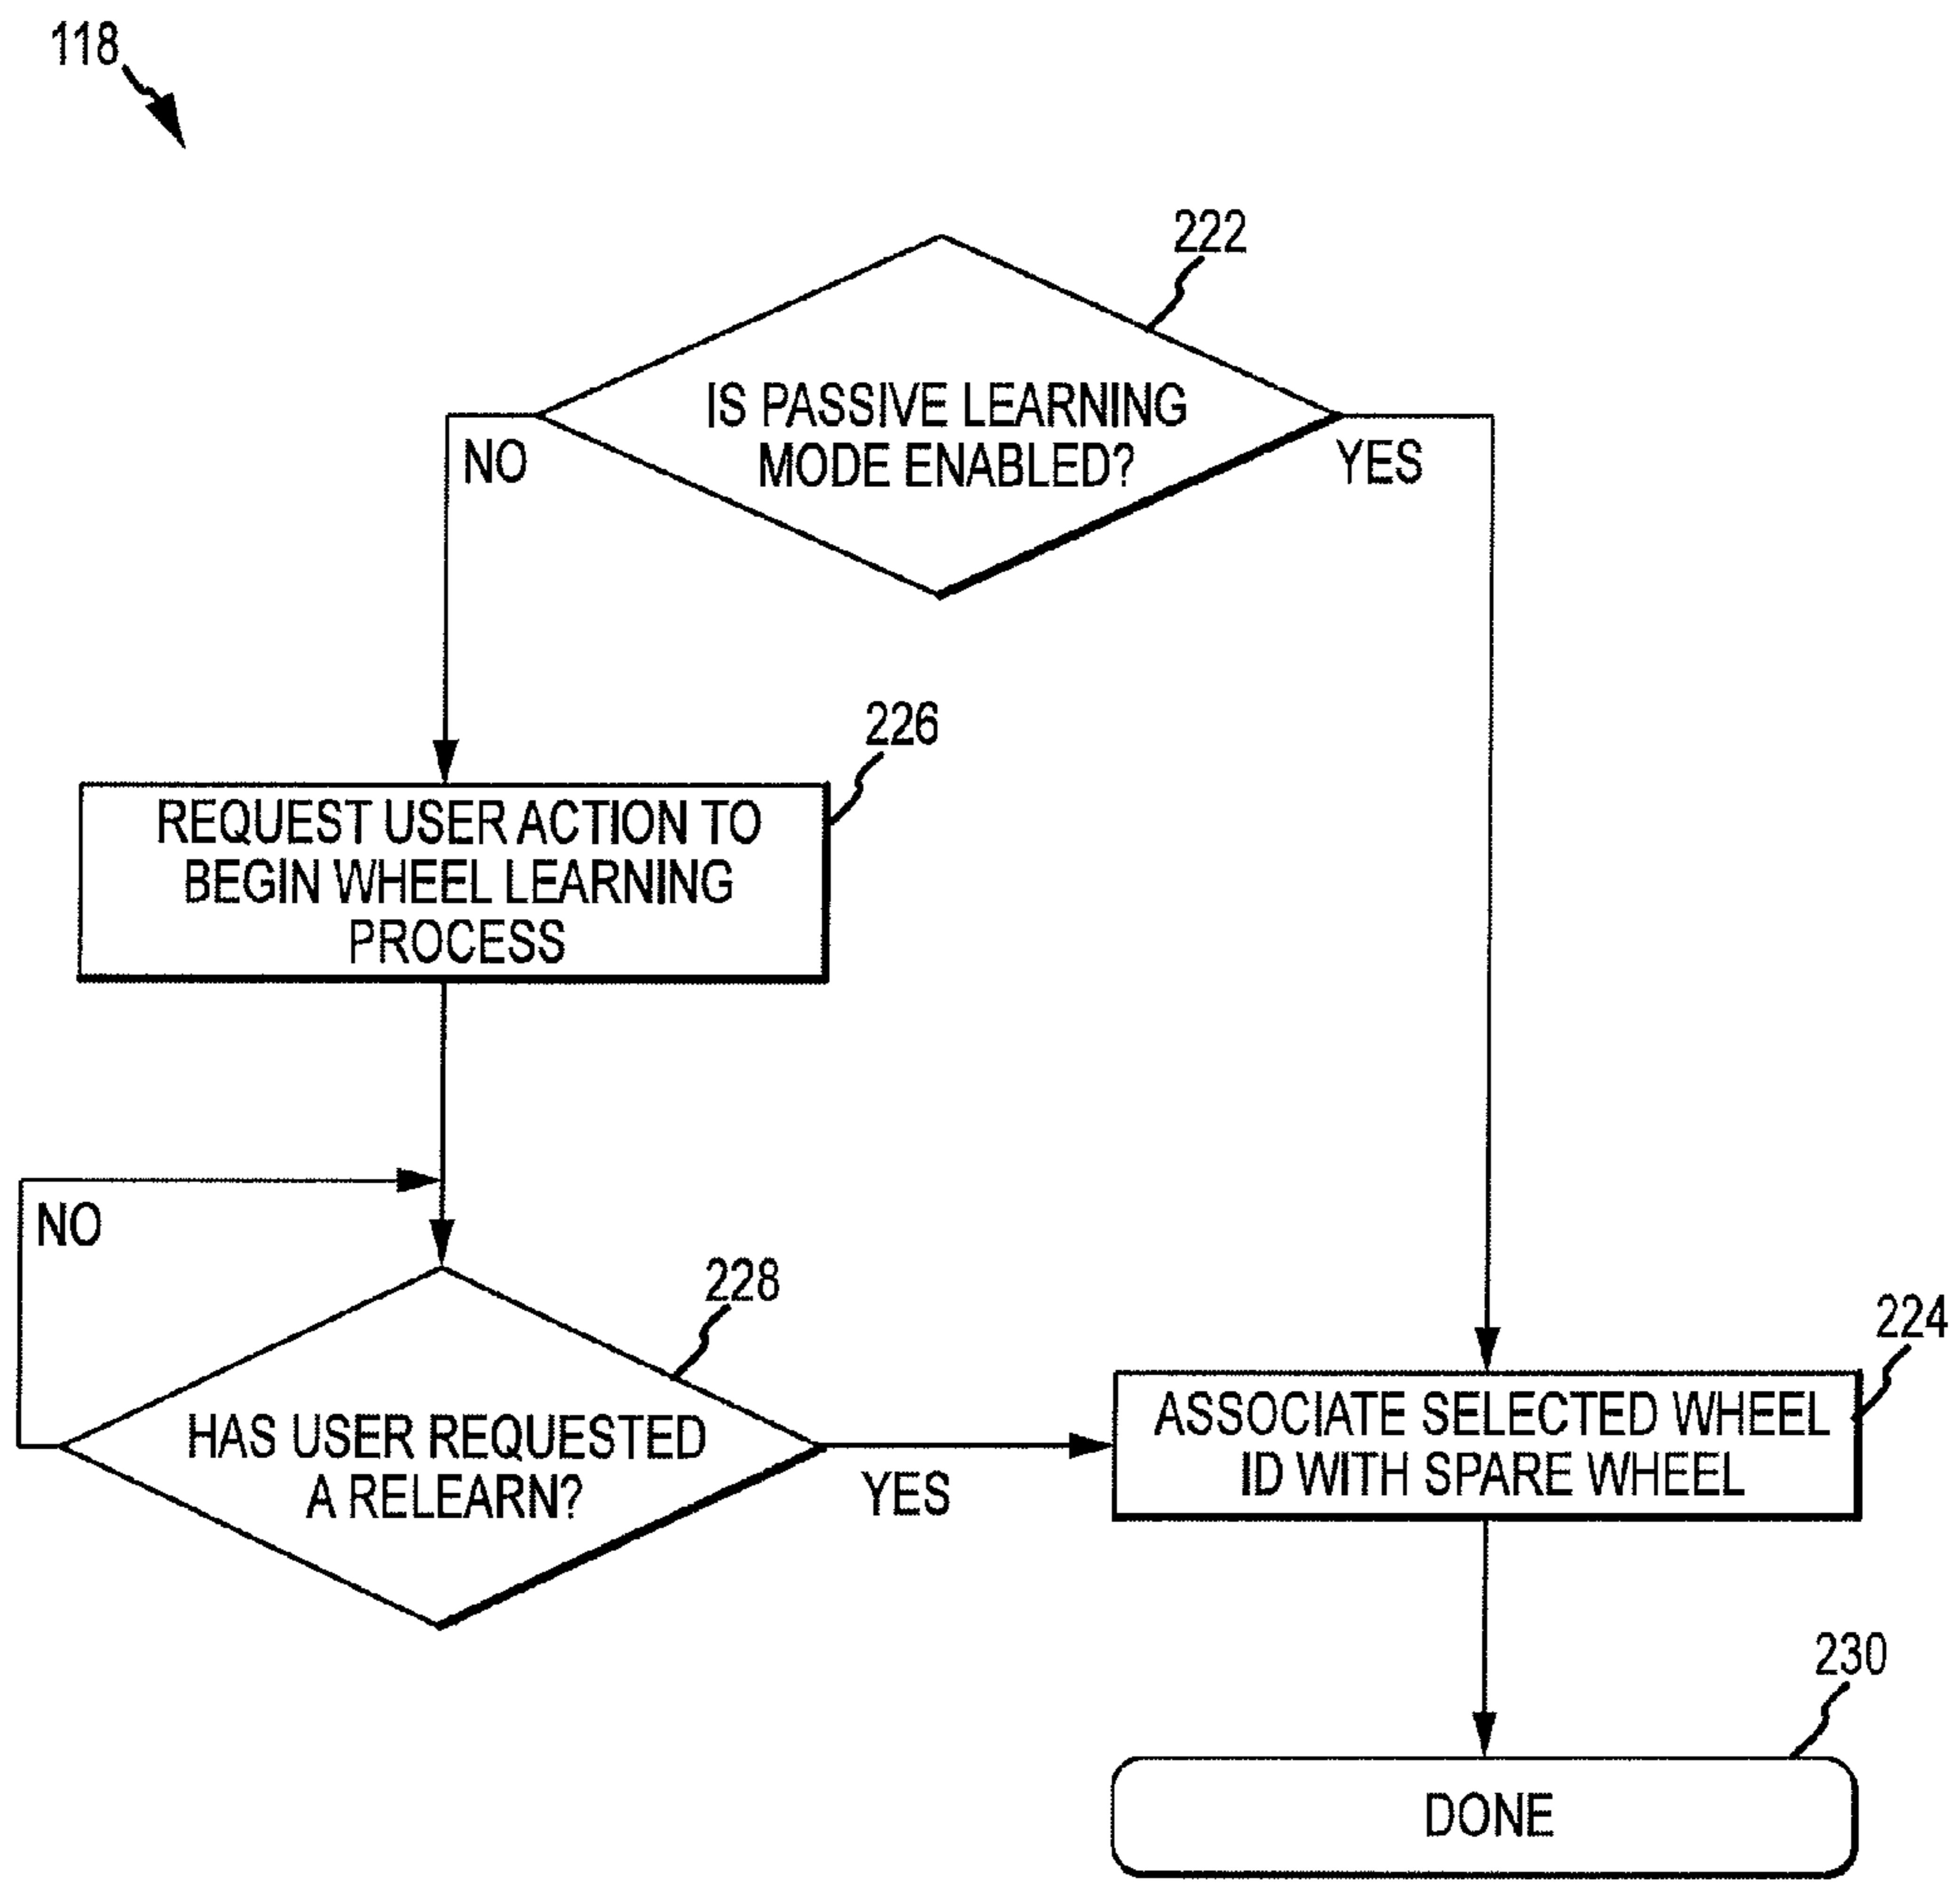 118
222
IS PASSIVE LEARNING
MODE ENABLED?
NO
YES
226
REQUEST USER ACTION TO
BEGIN WHEEL LEARNING
PROCESS
NO
228
HAS USER REQUESTED
A RELEARN?
YES
224
ASSOCIATE SELECTED WHEEL
ID WITH SPARE WHEEL
230
DONE